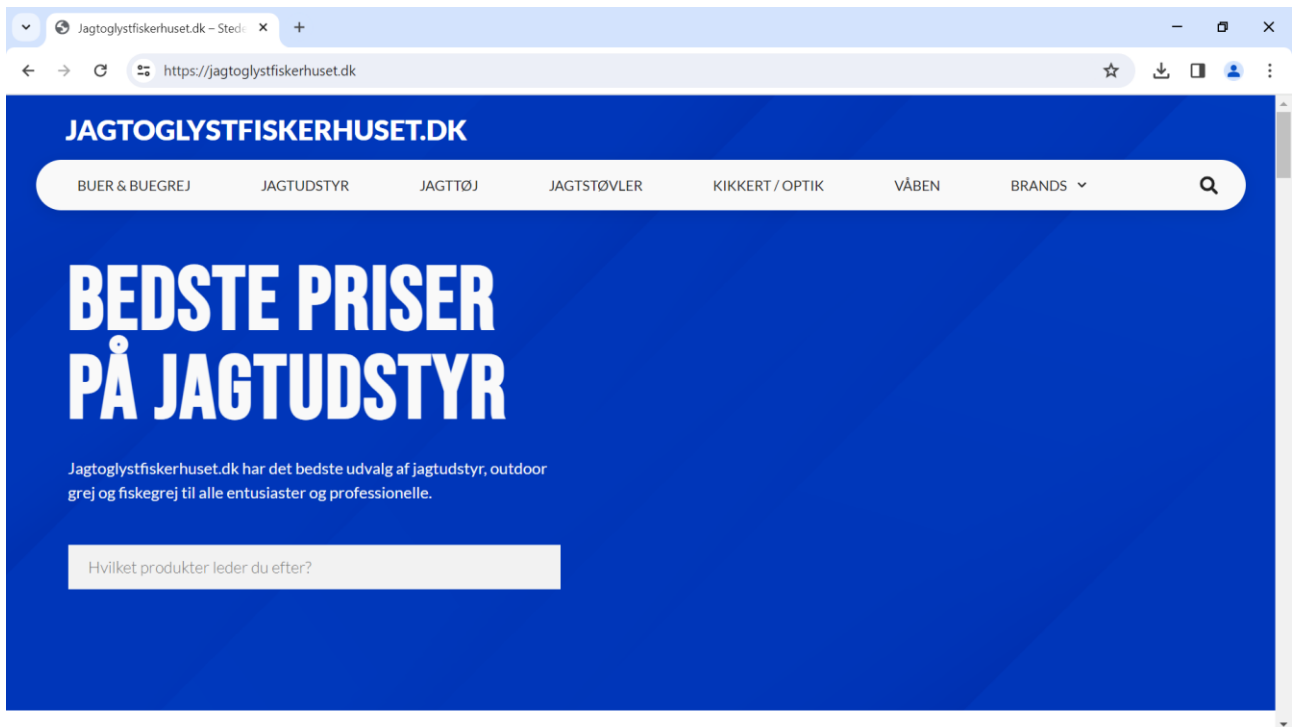 Jagtoglystfiskerhuset.dk – Stede
https://jagtoglystfiskerhuset.dk
JAGTOGLYSTFISKERHUSET.DK
BUER & BUEGREJ JAGTUDSTYR JAGTTØJ JAGTSTØVLER KIKKERT / OPTIK VÅBEN BRANDS
BEDSTE PRISER
PÅ JAGTUDSTYR
Jagtoglystfiskerhuset.dk har det bedste udvalg af jagtudstyr, outdoor
grej og fiskegrej til alle entusiaster og professionelle.
Hvilket produkter leder du efter?